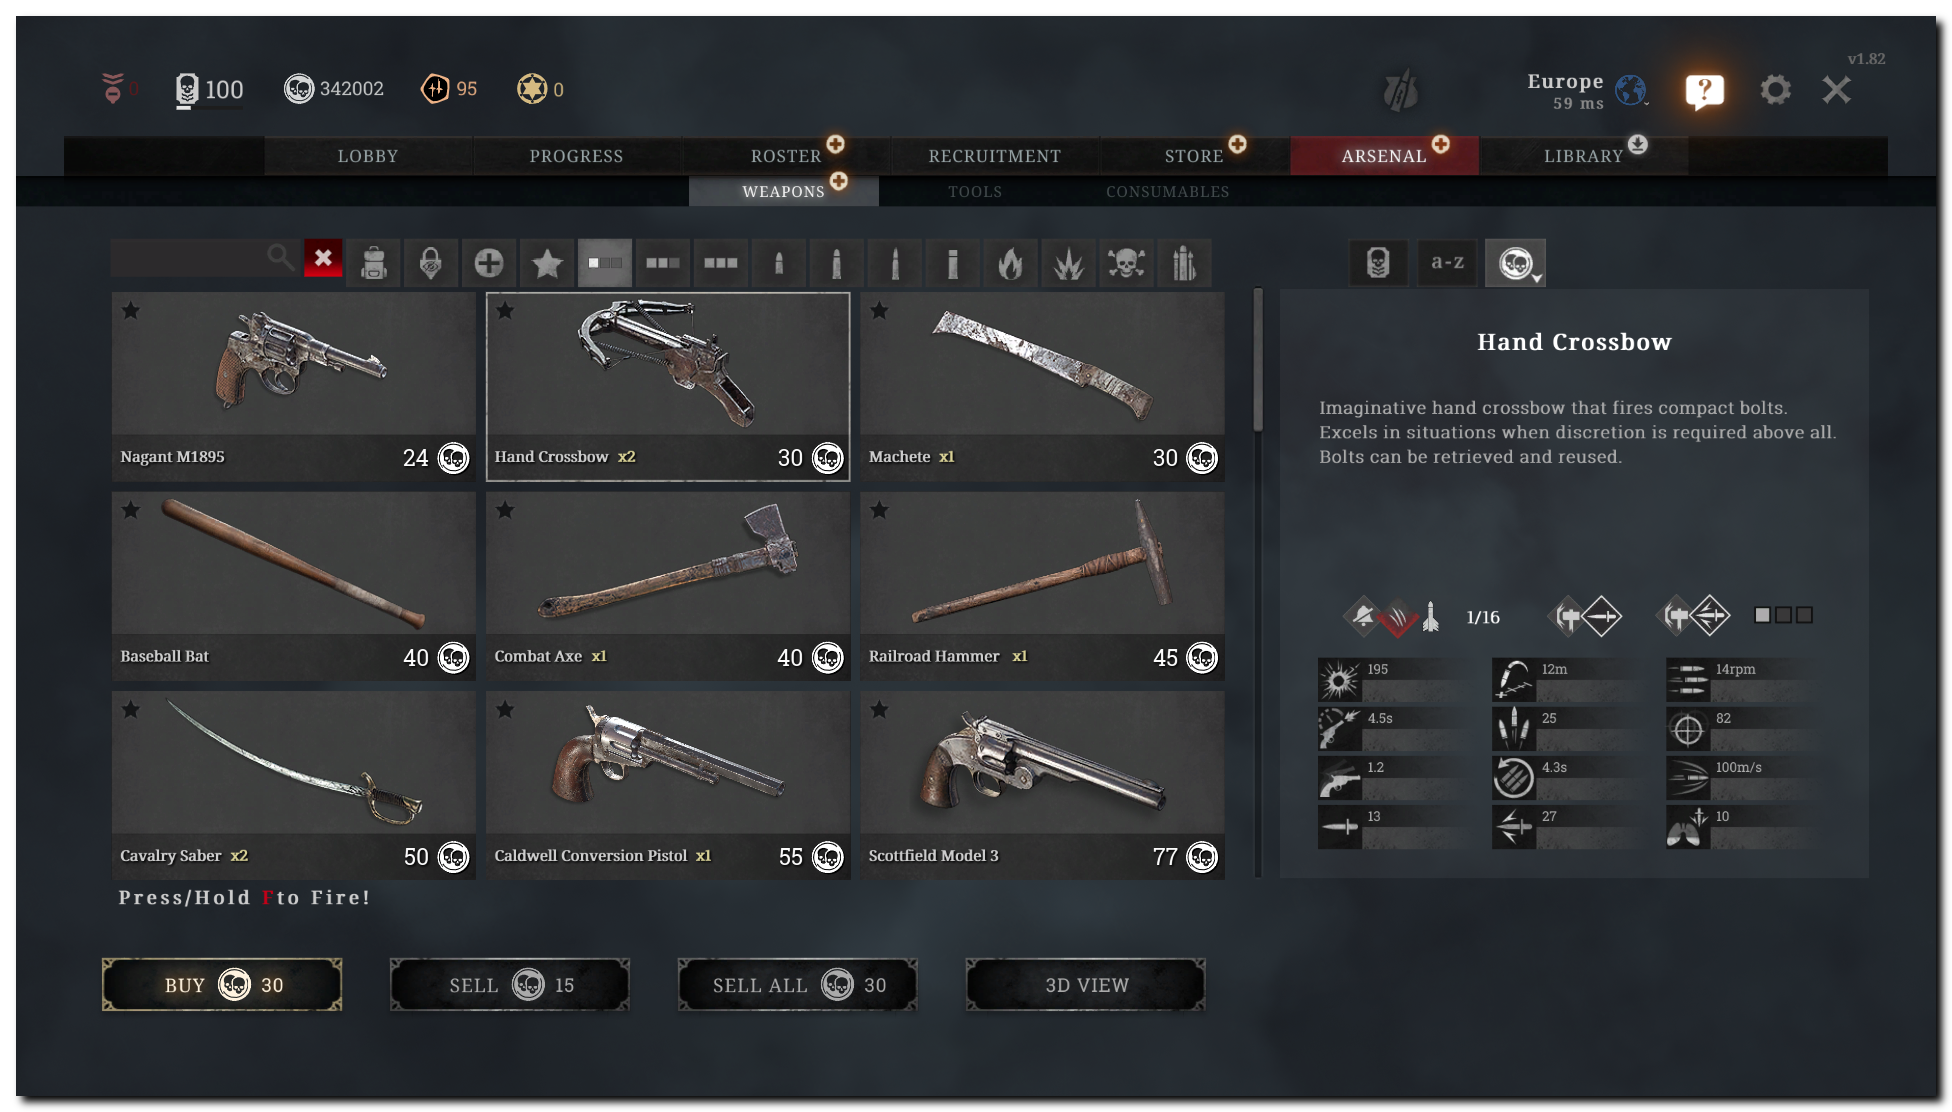 v1.82
0 100 342002 95 0 Europe
59 ms
?
LOBBY PROGRESS ROSTER RECRUITMENT STORE ARSENAL LIBRARY
WEAPONS TOOLS CONSUMABLES
a-z
Nagant M1895 24
Hand Crossbow x2 30
Machete x1 30
Baseball Bat 40
Combat Axe x1 40
Railroad Hammer x1 45
Cavalry Saber x2 50
Caldwell Conversion Pistol x1 55
Scottfield Model 3 77
Hand Crossbow
Imaginative hand crossbow that fires compact bolts.
Excels in situations when discretion is required above all.
Bolts can be retrieved and reused.
1/16
195 12m 14rpm
4.5s 25 82
1.2 4.3s 100m/s
13 27 10
Press/Hold F to Fire!
BUY 30 SELL 15 SELL ALL 30 3D VIEW